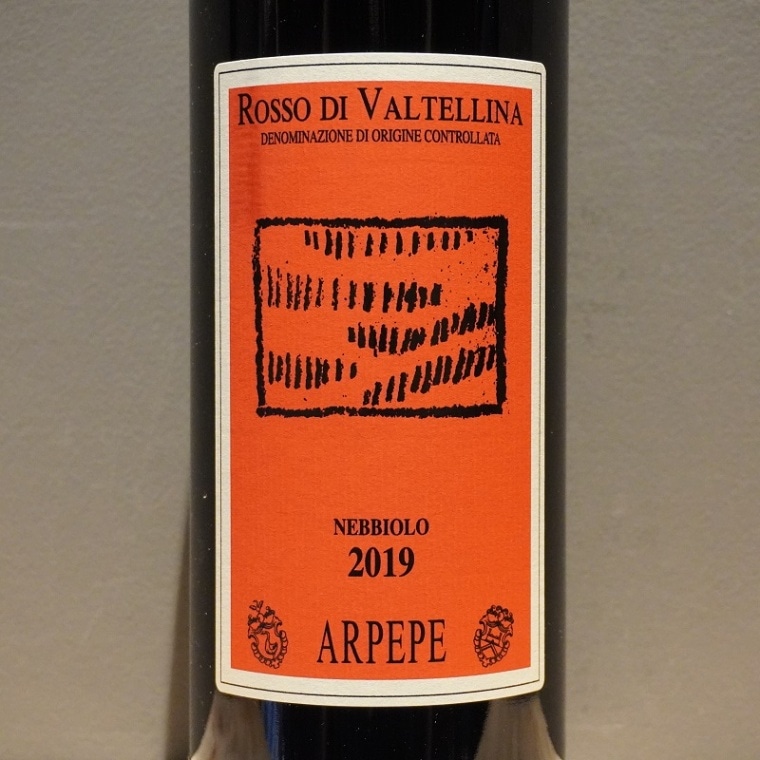 ROSSO DI VALTELLINA
DENOMINAZIONE DI ORIGINE CONTROLLATA
NEBBIOLO
2019
ARPEPE